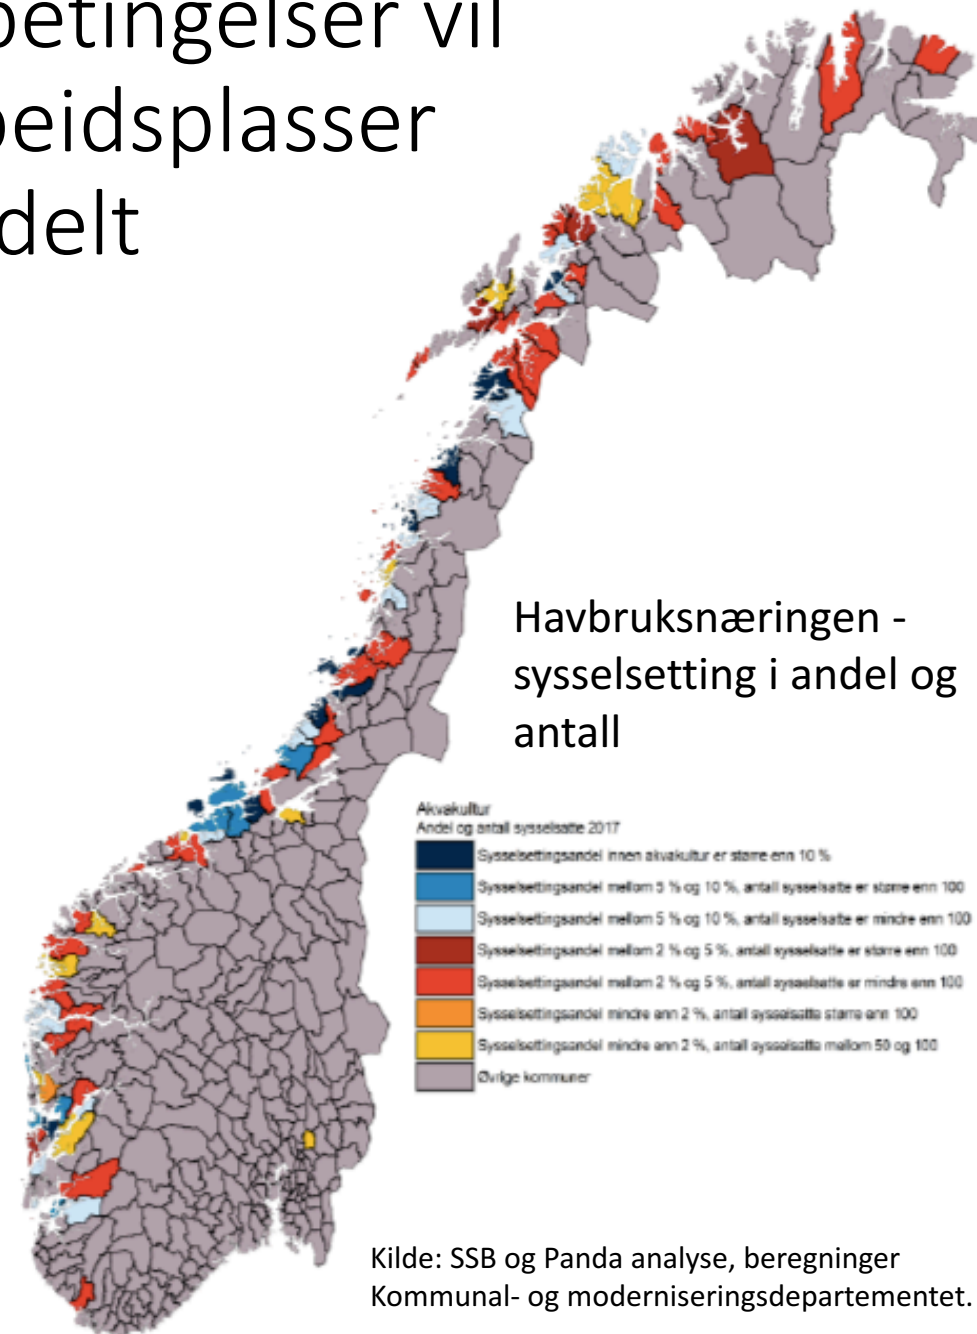 betingelser vil
beidsplasser
delt
Havbruksnæringen -
sysselsetting i andel og
antall
Akvakultur
Andel og antall sysselsatte 2017
Sysselsettingsandel innen akvakultur er større enn 10 %
Sysselsettingsandel mellom 5 % og 10 %, antall sysselsatte er større enn 100
Sysselsettingsandel mellom 5 % og 10 %, antall sysselsatte er mindre enn 100
Sysselsettingsandel mellom 2 % og 5 %, antall sysselsatte er større enn 100
Sysselsettingsandel mellom 2 % og 5 %, antall sysselsatte er mindre enn 100
Sysselsettingsandel mindre enn 2 %, antall sysselsatte større enn 100
Sysselsettingsandel mindre enn 2 %, antall sysselsatte mellom 50 og 100
Øvrige kommuner
Kilde: SSB og Panda analyse, beregninger
Kommunal- og moderniseringsdepartementet.